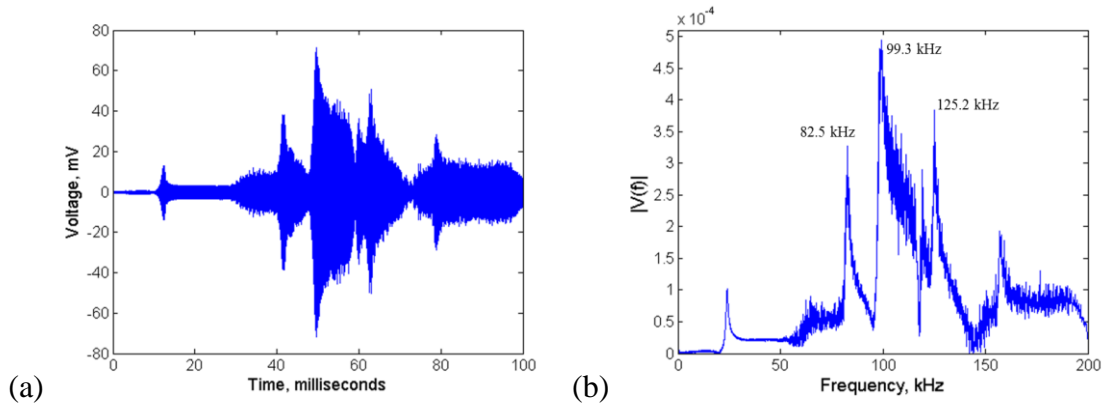 80
60
40
20
0
-20
-40
-60
-80
Voltage, mV
0 20 40 60 80 100
Time, milliseconds
(a)
x 10^-4
5
4.5
4
3.5
3
2.5
2
1.5
1
0.5
0
|V(f)|
99.3 kHz
125.2 kHz
82.5 kHz
0 50 100 150 200
Frequency, kHz
(b)